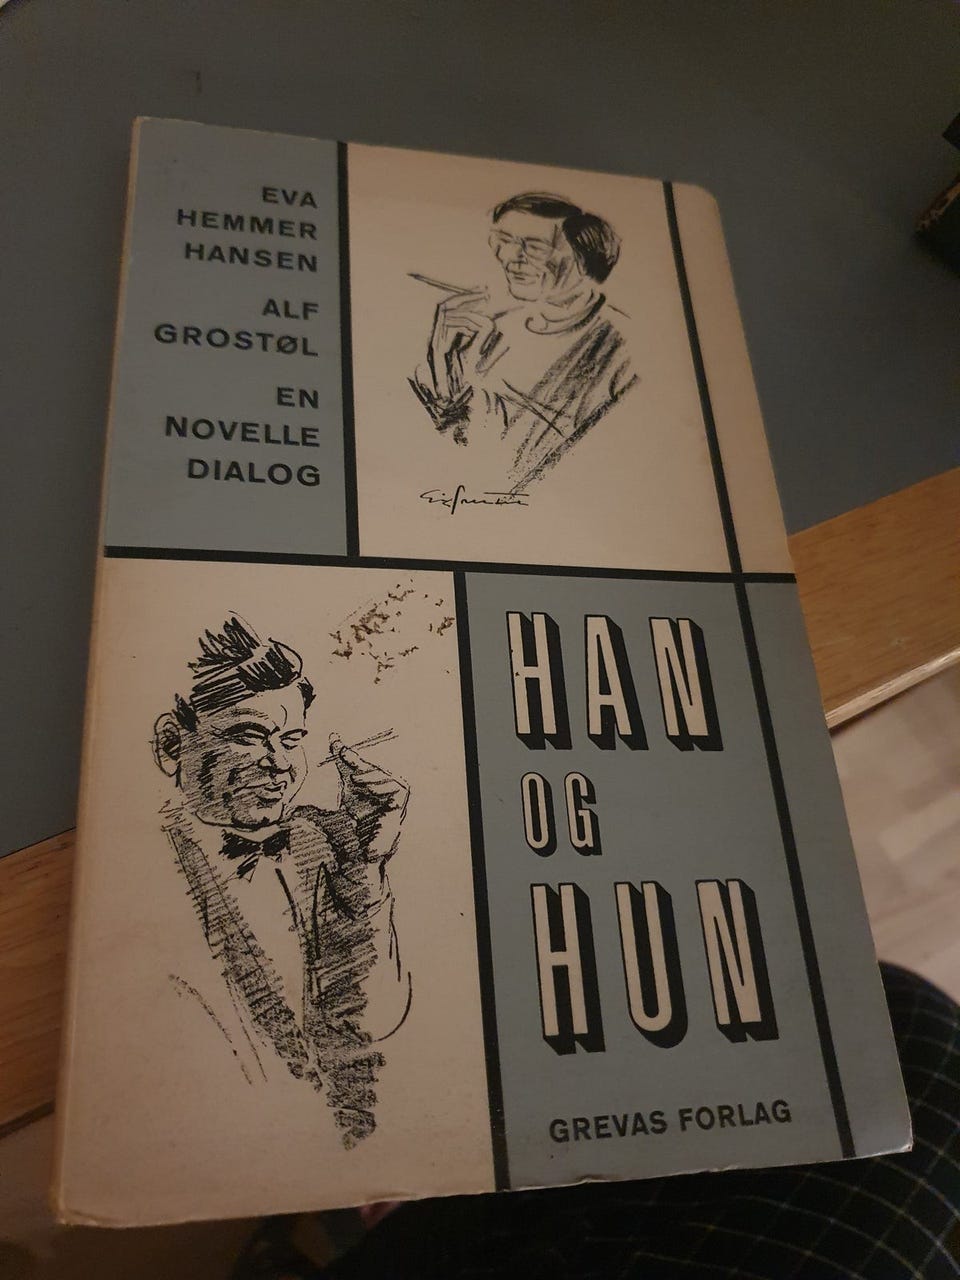 EVA
HEMMER
HANSEN
ALF
GROSTØL
EN
NOVELLE
DIALOG
HAN
OG
HUN
GREVAS FORLAG